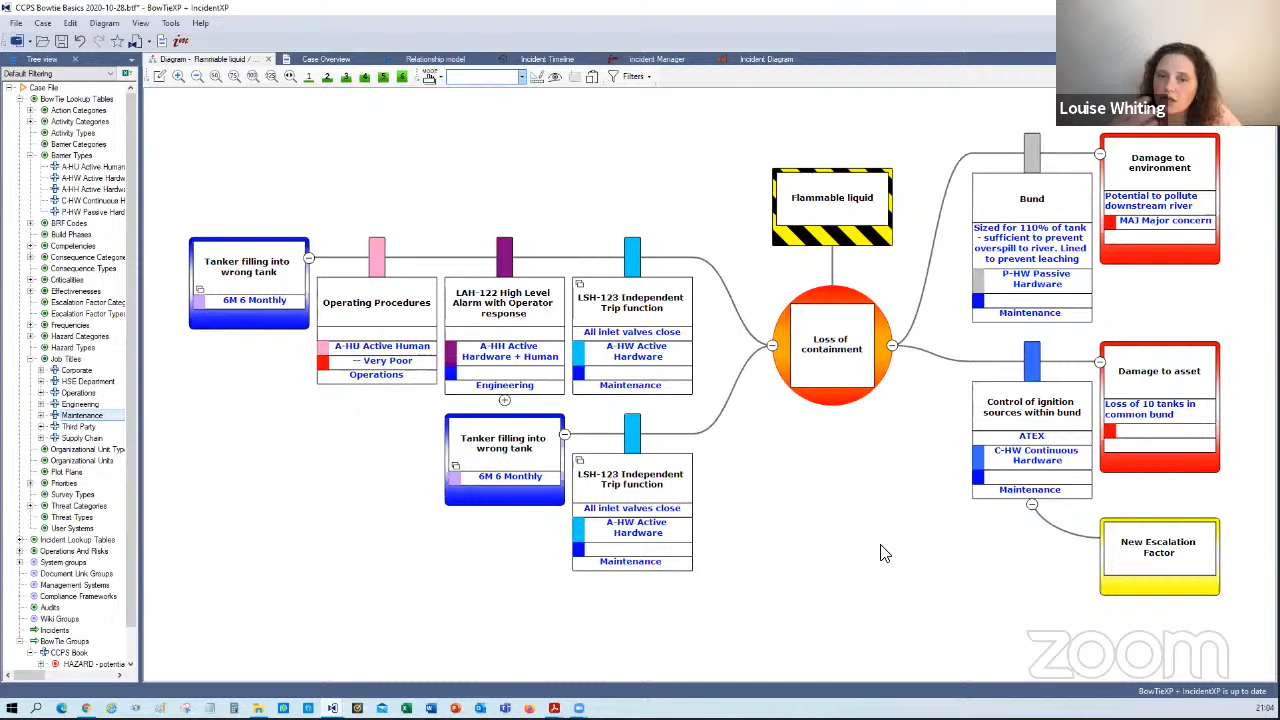 CCPS Bowtie Basics 2020-10-28.btf* - BowTieXP + IncidentXP
File Case Edit Diagram View Tools Help
Tree view
Diagram - Flammable liquid / ...
Case Overview
Relationship model
Incident Timeline
Incident Manager
Incident Diagram
Default Filtering
MODE
Filters
Case File
BowTie Lookup Tables
Action Categories
Activity Categories
Activity Types
Barrier Categories
Barrier Types
A-HU Active Human
A-HW Active Hardw
A-HH Active Hardw
C-HW Continuous H
P-HW Passive Hard
BRF Codes
Build Phases
Competencies
Consequence Catego
Consequence Types
Criticalities
Effectivenesses
Escalation Factor Categ
Escalation Factor Types
Frequencies
Hazard Categories
Hazard Types
Job Titles
Corporate
HSE Department
Operations
Engineering
Maintenance
Third Party
Supply Chain
Organizational Unit Typ
Organizational Units
Plot Plans
Priorities
Survey Types
Threat Categories
Threat Types
User Systems
Incident Lookup Tables
Operations And Risks
System groups
Document Link Groups
Management Systems
Compliance Frameworks
Audits
Wiki Groups
Incidents
BowTie Groups
CCPS Book
HAZARD - potentia
Tanker filling into
wrong tank
6M 6 Monthly
Operating Procedures
A-HU Active Human
-- Very Poor
Operations
LAH-122 High Level
Alarm with Operator
response
A-HH Active
Hardware + Human
Engineering
LSH-123 Independent
Trip function
All inlet valves close
A-HW Active
Hardware
Maintenance
Tanker filling into
wrong tank
6M 6 Monthly
LSH-123 Independent
Trip function
All inlet valves close
A-HW Active
Hardware
Maintenance
Flammable liquid
Loss of
containment
Bund
Sized for 110% of tank
- sufficient to prevent
overspill to river. Lined
to prevent leaching
P-HW Passive
Hardware
Maintenance
Damage to
environment
Potential to pollute
downstream river
MAJ Major concern
Control of ignition
sources within bund
ATEX
C-HW Continuous
Hardware
Maintenance
Damage to asset
Loss of 10 tanks in
common bund
New Escalation
Factor
Louise Whiting
zoom
BowTieXP + IncidentXP is up to date
21:04